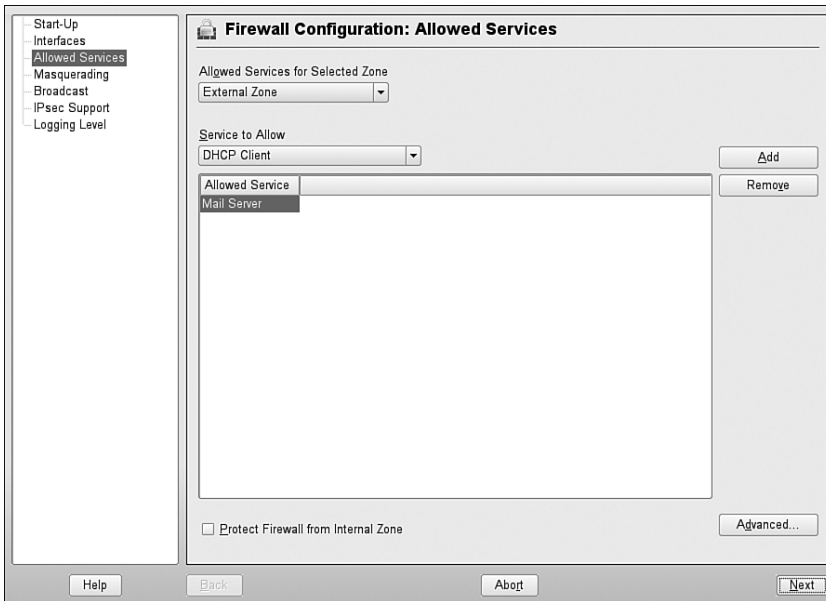 Start-Up
Interfaces
Allowed Services
Masquerading
Broadcast
IPsec Support
Logging Level
Firewall Configuration: Allowed Services
Allowed Services for Selected Zone
External Zone
Service to Allow
DHCP Client
Add
Allowed Service
Remove
Mail Server
Protect Firewall from Internal Zone
Advanced...
Help
Back
Abort
Next